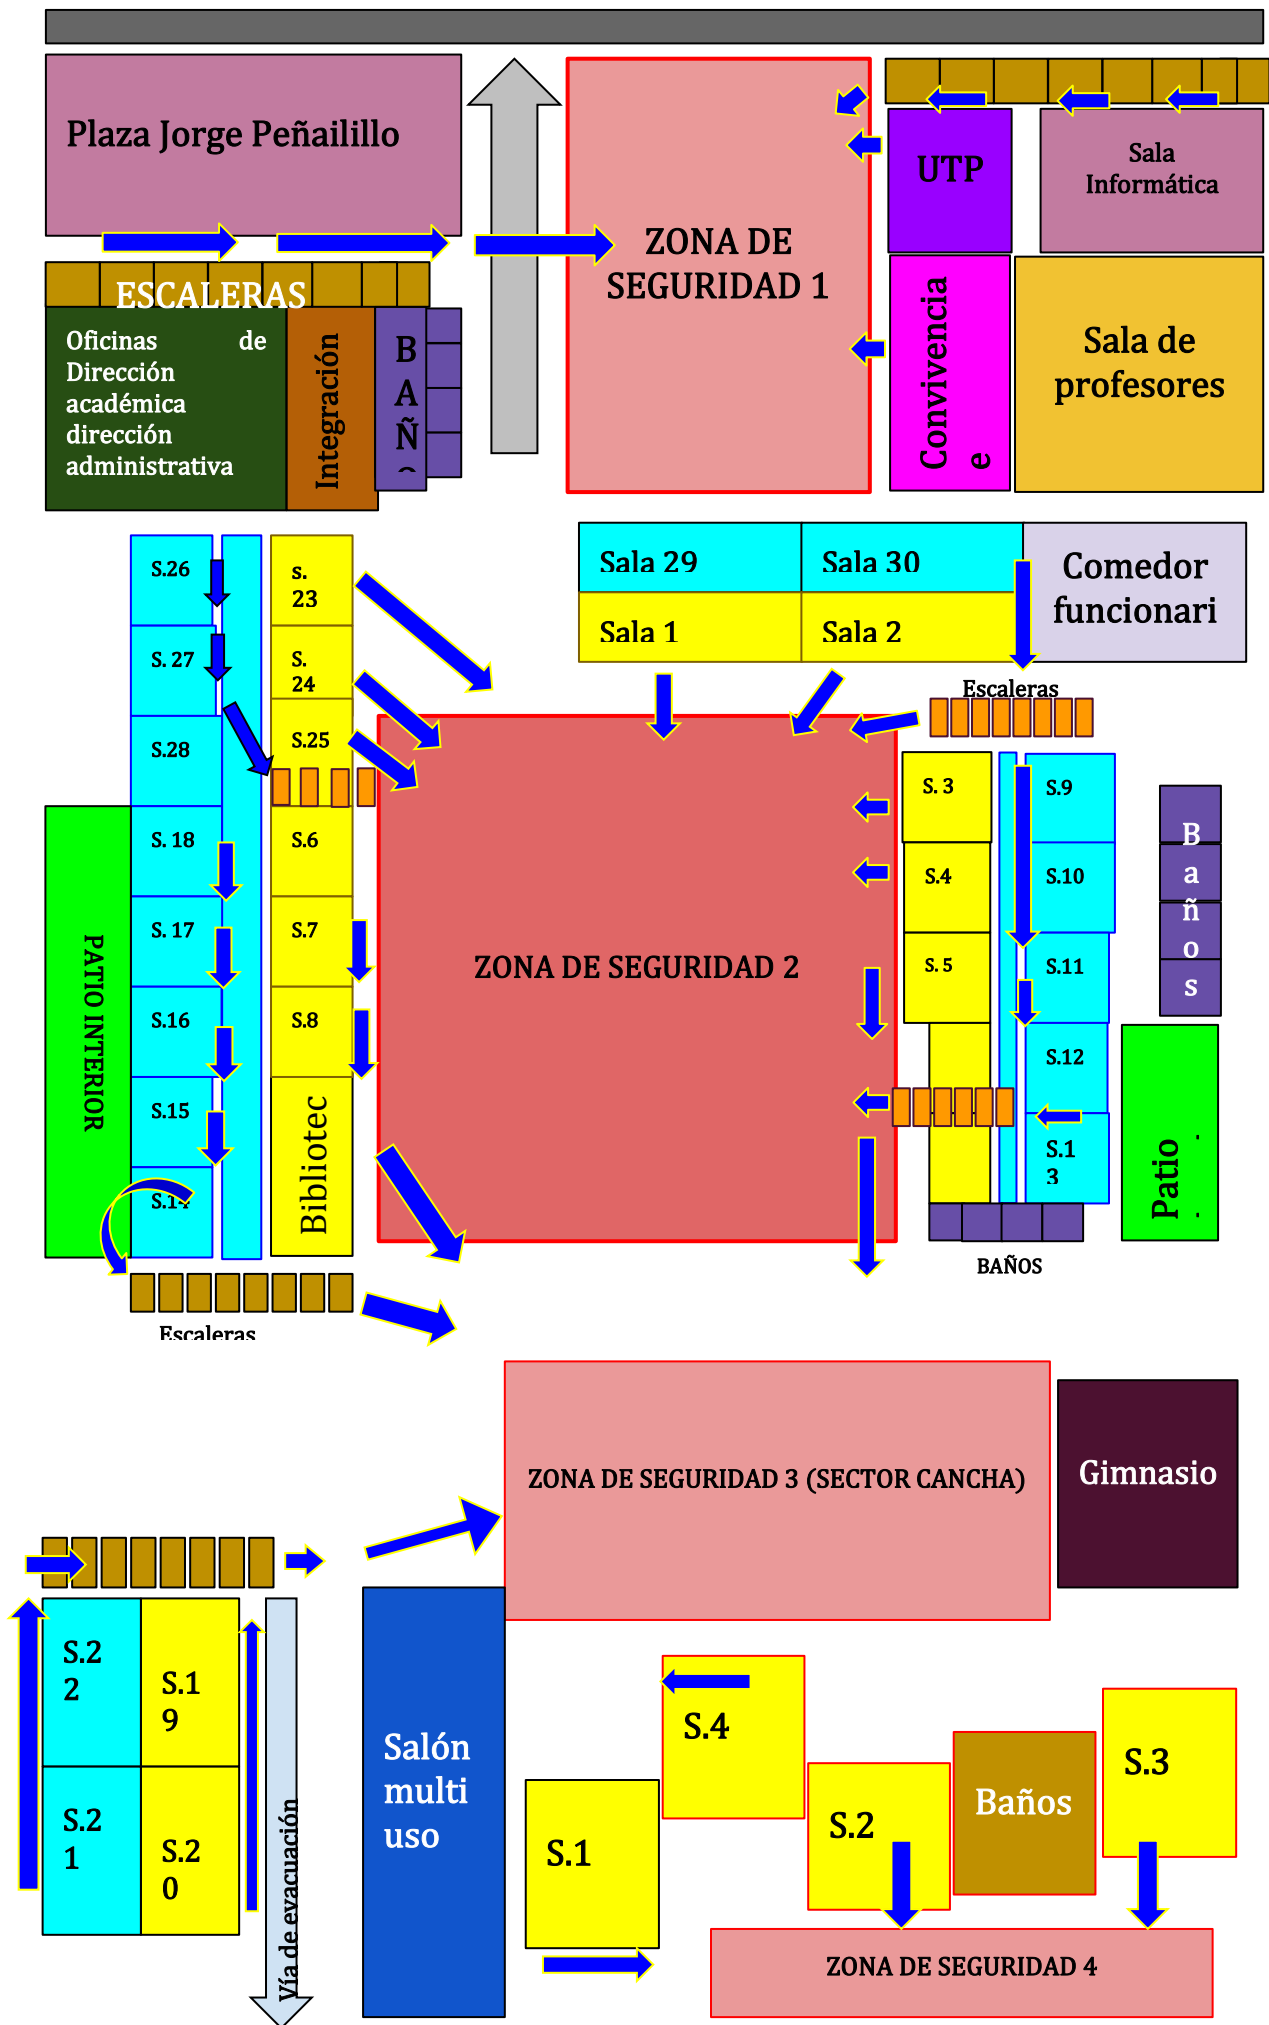 Plaza Jorge Peñailillo
ZONA DE
SEGURIDAD 1
UTP
Sala
Informática
ESCALERAS
Oficinas de
Dirección
académica
dirección
administrativa
Integración
B
A
Ñ
Convivencia
e
Sala de
profesores
S.26
S. 27
S.28
S. 18
S. 17
S.16
S.15
S.14
s.
23
S.
24
S.25
S.6
S.7
S.8
Bibliotec
PATIO INTERIOR
Escaleras
Sala 29
Sala 30
Sala 1
Sala 2
Comedor
funcionari
Escaleras
ZONA DE SEGURIDAD 2
S. 3
S.4
S. 5
S.9
S.10
S.11
S.12
S.1
3
B
a
ñ
o
s
Patio
BAÑOS
ZONA DE SEGURIDAD 3 (SECTOR CANCHA)
Gimnasio
S.2
2
S.1
9
S.2
1
S.2
0
Vía de evacuación
Salón
multi
uso
S.1
S.4
S.2
Baños
S.3
ZONA DE SEGURIDAD 4